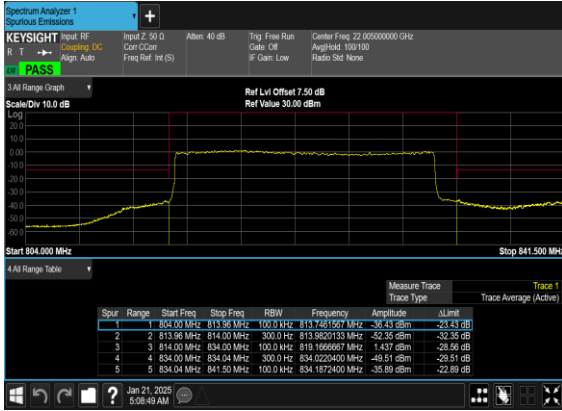 Spectrum Analyzer 1
Spurious Emissions
+
KEYSIGHT Input: RF Input Z: 50 Ω Atten: 40 dB Trig: Free Run Center Freq: 22.005000000 GHz
R T Coupling: DC Corr CCorr Gate: Off Avg|Hold: 100/100
Align: Auto Freq Ref: Int (S) IF Gain: Low Radio Std: None
PASS
3 All Range Graph
Ref Lvl Offset 7.50 dB
Scale/Div 10.0 dB Ref Value 30.00 dBm
Log
20.0
10.0
0.00
-10.0
-20.0
-30.0
-40.0
-50.0
-60.0
Start 804.000 MHz Stop 841.500 MHz
4 All Range Table
Measure Trace Trace 1
Trace Type Trace Average (Active)
Spur Range Start Freq Stop Freq RBW Frequency Amplitude ΔLimit
1 1 804.00 MHz 813.96 MHz 100.0 kHz 813.7461567 MHz -36.43 dBm -23.43 dB
2 2 813.96 MHz 814.00 MHz 300.0 Hz 813.9820133 MHz -52.35 dBm -32.35 dB
3 3 814.00 MHz 834.00 MHz 100.0 kHz 819.1666667 MHz 1.437 dBm -28.56 dB
4 4 834.00 MHz 834.04 MHz 300.0 Hz 834.0220400 MHz -49.51 dBm -29.51 dB
5 5 834.04 MHz 841.50 MHz 100.0 kHz 834.1872400 MHz -35.89 dBm -22.89 dB
?
Jan 21, 2025
5:08:49 AM